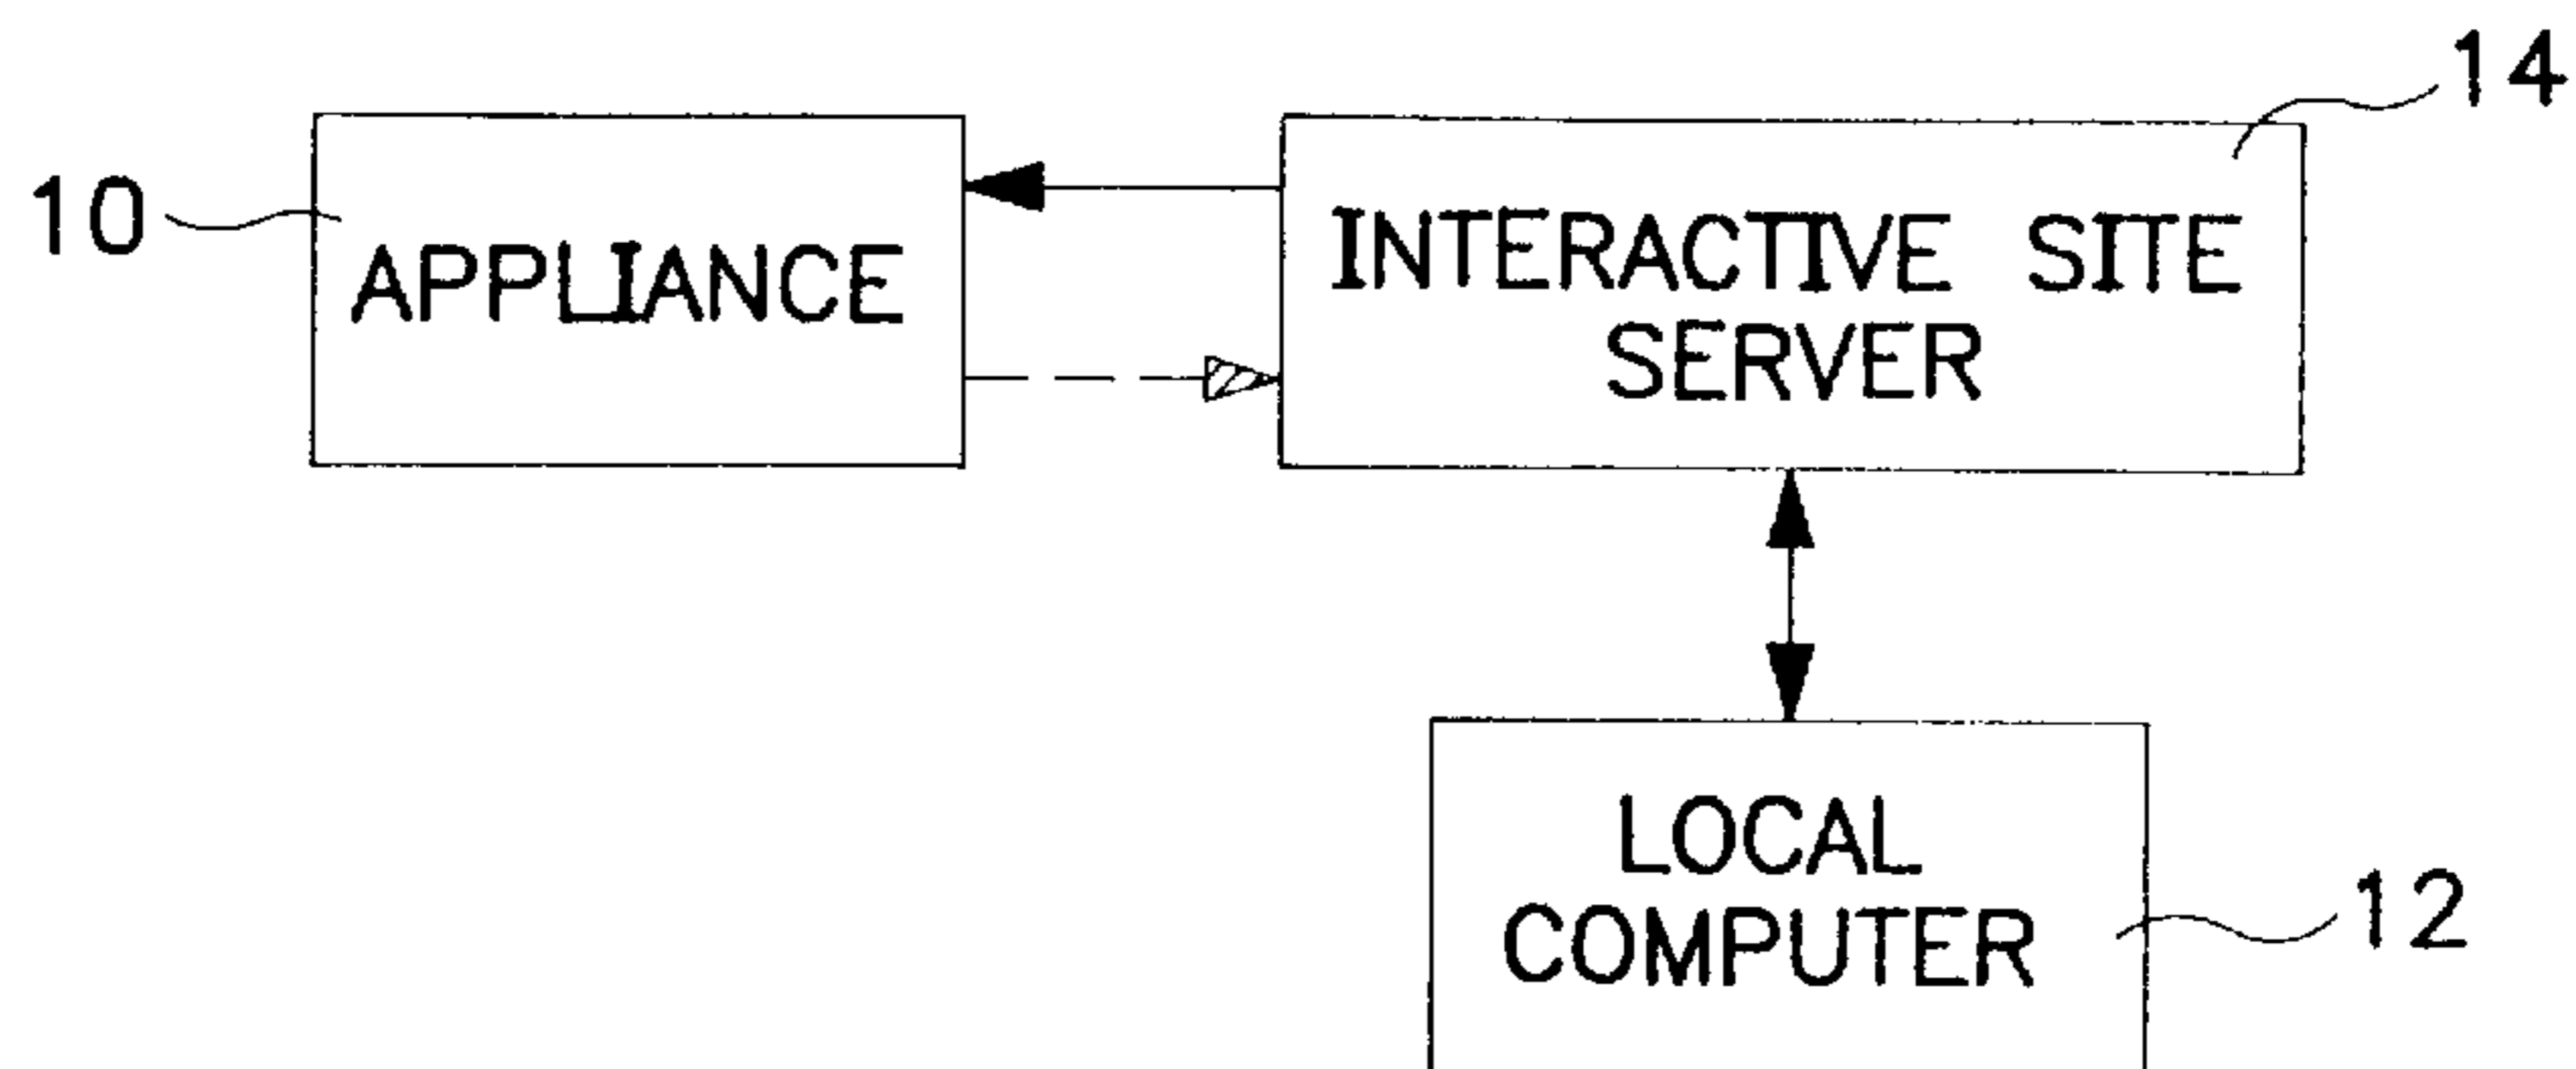 14
10
APPLIANCE
INTERACTIVE SITE
SERVER
LOCAL
COMPUTER
12